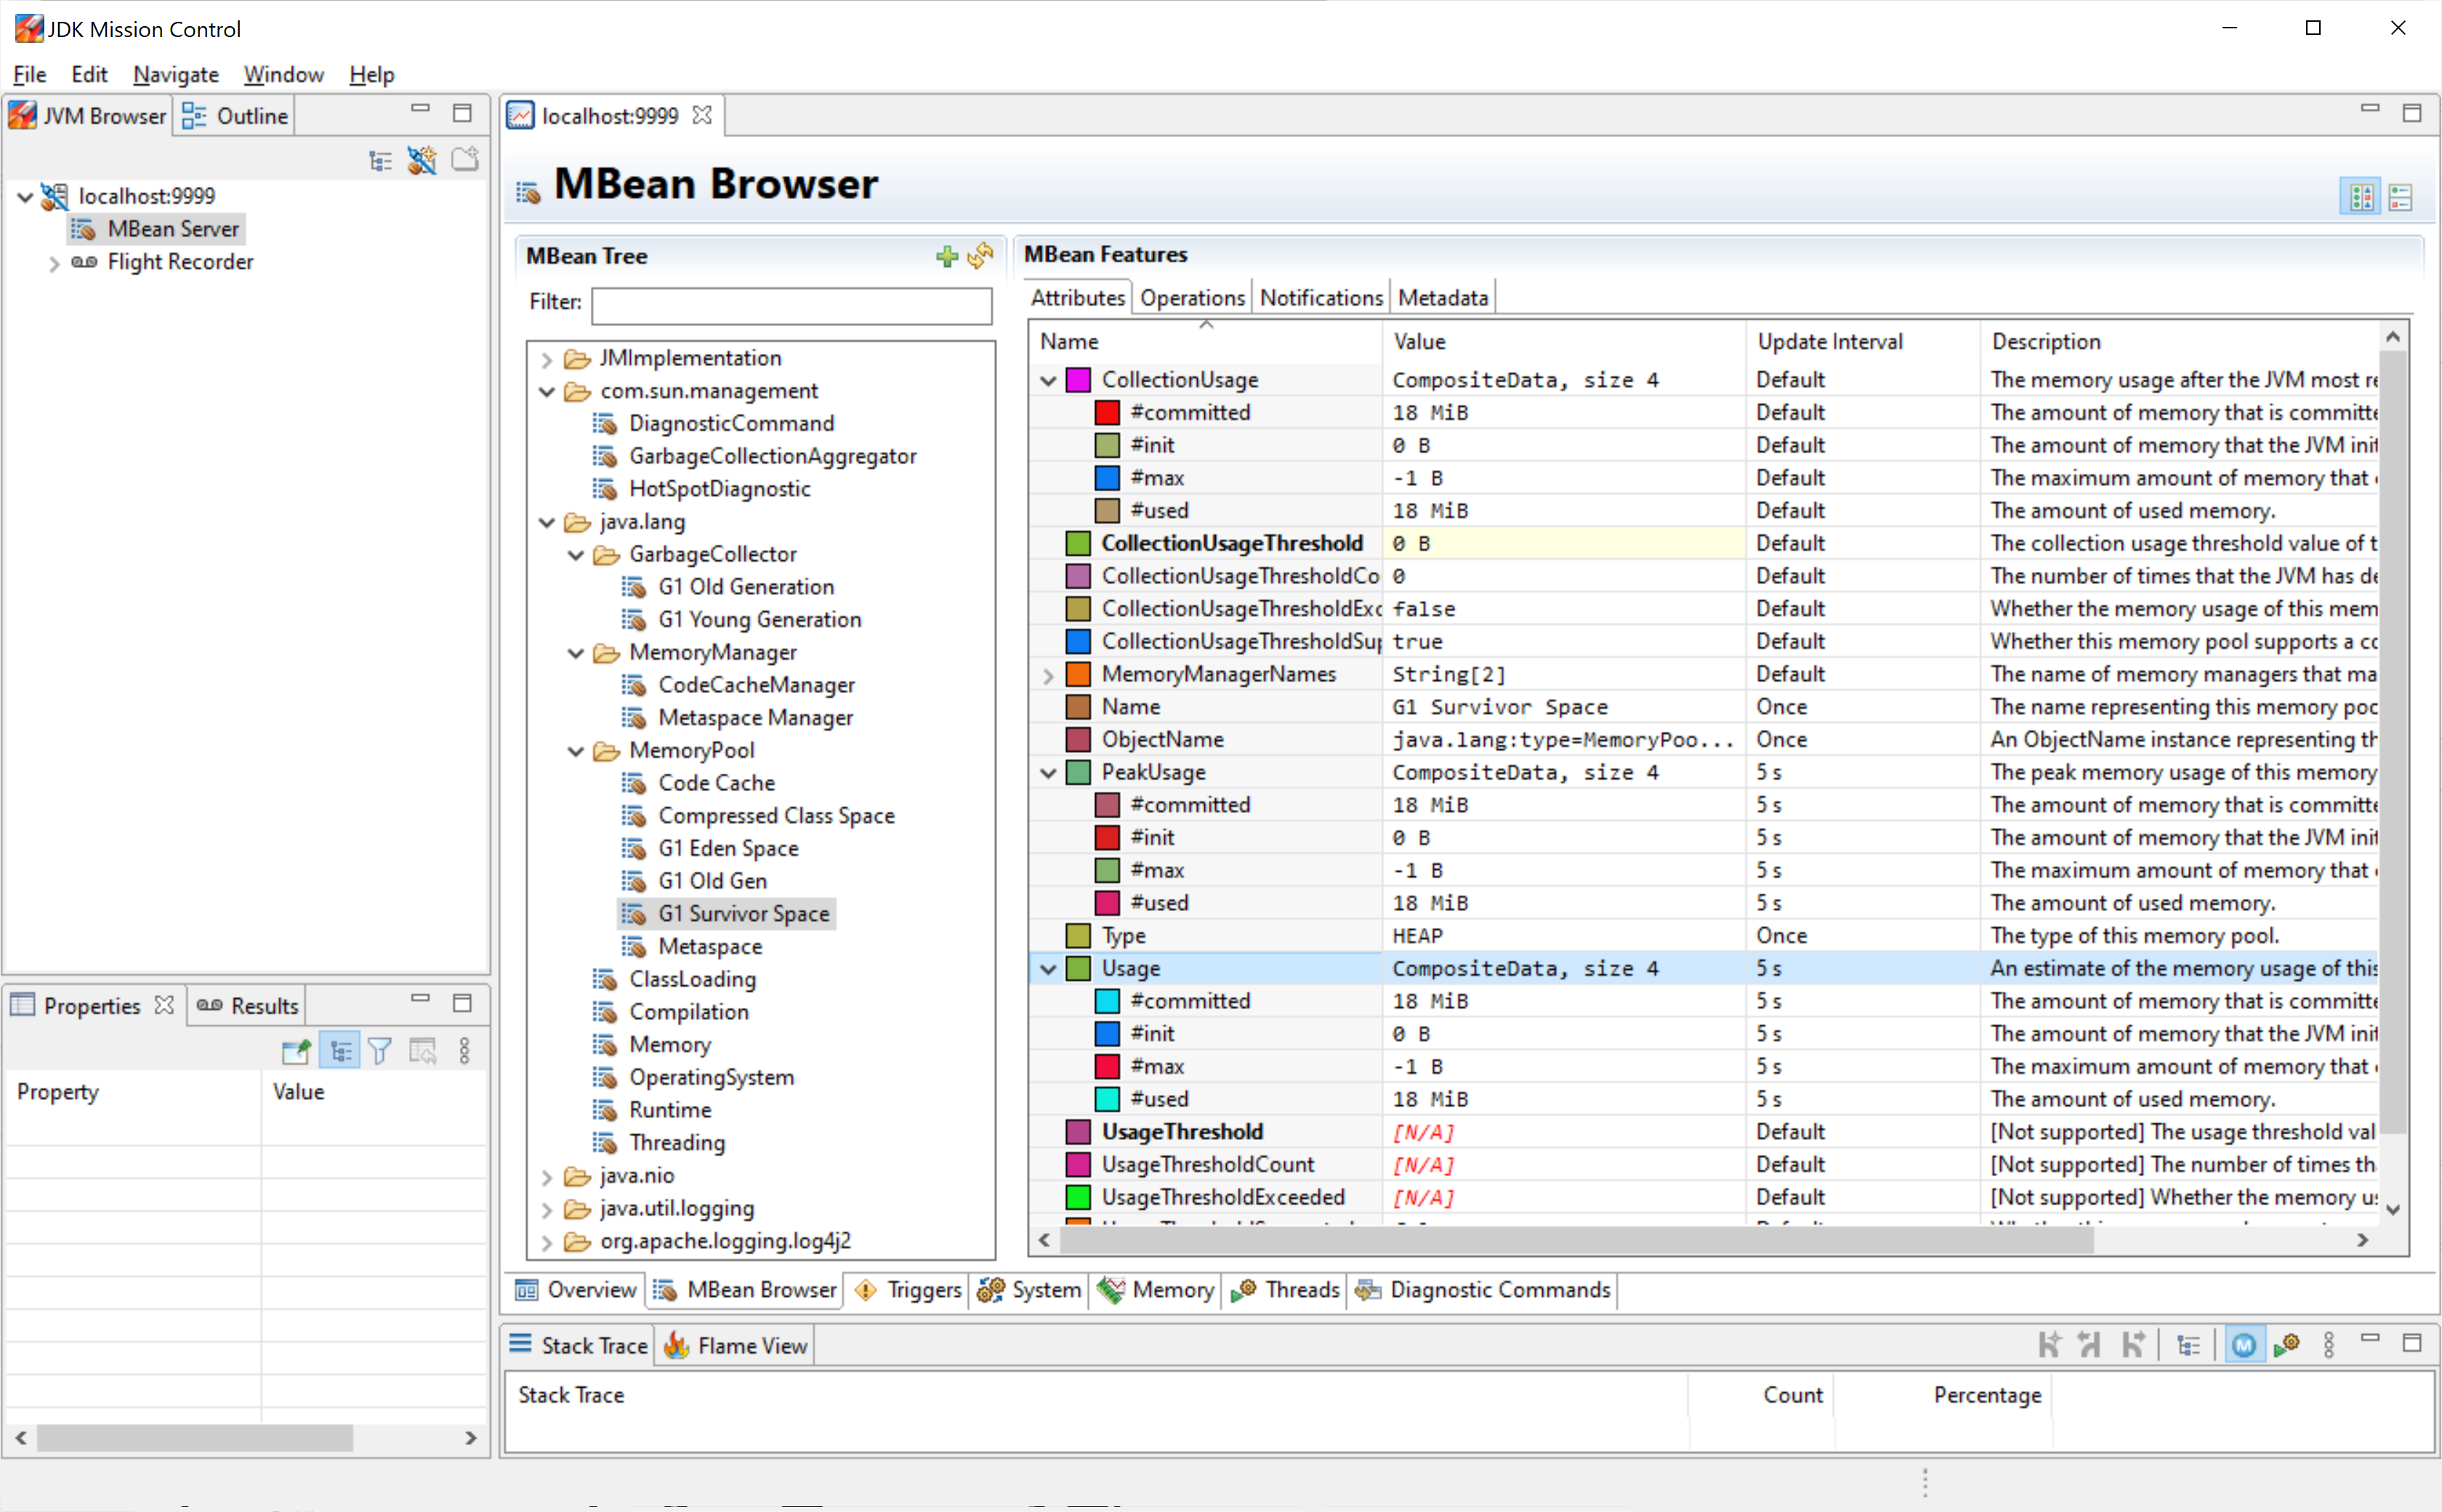 JDK Mission Control
File Edit Navigate Window Help
JVM Browser Outline
localhost:9999
MBean Server
Flight Recorder
Properties Results
Property Value
localhost:9999
MBean Browser
MBean Tree
Filter:
JMImplementation
com.sun.management
DiagnosticCommand
GarbageCollectionAggregator
HotSpotDiagnostic
java.lang
GarbageCollector
G1 Old Generation
G1 Young Generation
MemoryManager
CodeCacheManager
Metaspace Manager
MemoryPool
Code Cache
Compressed Class Space
G1 Eden Space
G1 Old Gen
G1 Survivor Space
Metaspace
ClassLoading
Compilation
Memory
OperatingSystem
Runtime
Threading
java.nio
java.util.logging
org.apache.logging.log4j2
MBean Features
Attributes Operations Notifications Metadata
Name Value Update Interval Description
CollectionUsage CompositeData, size 4 Default The memory usage after the JVM most re
#committed 18 MiB Default The amount of memory that is committe
#init 0 B Default The amount of memory that the JVM init
#max -1 B Default The maximum amount of memory that
#used 18 MiB Default The amount of used memory.
CollectionUsageThreshold 0 B Default The collection usage threshold value of t
CollectionUsageThresholdCo 0 Default The number of times that the JVM has de
CollectionUsageThresholdExc false Default Whether the memory usage of this mem
CollectionUsageThresholdSup true Default Whether this memory pool supports a cc
MemoryManagerNames String[2] Default The name of memory managers that ma
Name G1 Survivor Space Once The name representing this memory poc
ObjectName java.lang:type=MemoryPoo... Once An ObjectName instance representing th
PeakUsage CompositeData, size 4 5 s The peak memory usage of this memory
#committed 18 MiB 5 s The amount of memory that is committe
#init 0 B 5 s The amount of memory that the JVM init
#max -1 B 5 s The maximum amount of memory that
#used 18 MiB 5 s The amount of used memory.
Type HEAP Once The type of this memory pool.
Usage CompositeData, size 4 5 s An estimate of the memory usage of this
#committed 18 MiB 5 s The amount of memory that is committe
#init 0 B 5 s The amount of memory that the JVM init
#max -1 B 5 s The maximum amount of memory that
#used 18 MiB 5 s The amount of used memory.
UsageThreshold [N/A] Default [Not supported] The usage threshold val
UsageThresholdCount [N/A] Default [Not supported] The number of times th
UsageThresholdExceeded [N/A] Default [Not supported] Whether the memory us
Overview MBean Browser Triggers System Memory Threads Diagnostic Commands
Stack Trace Flame View
Stack Trace Count Percentage